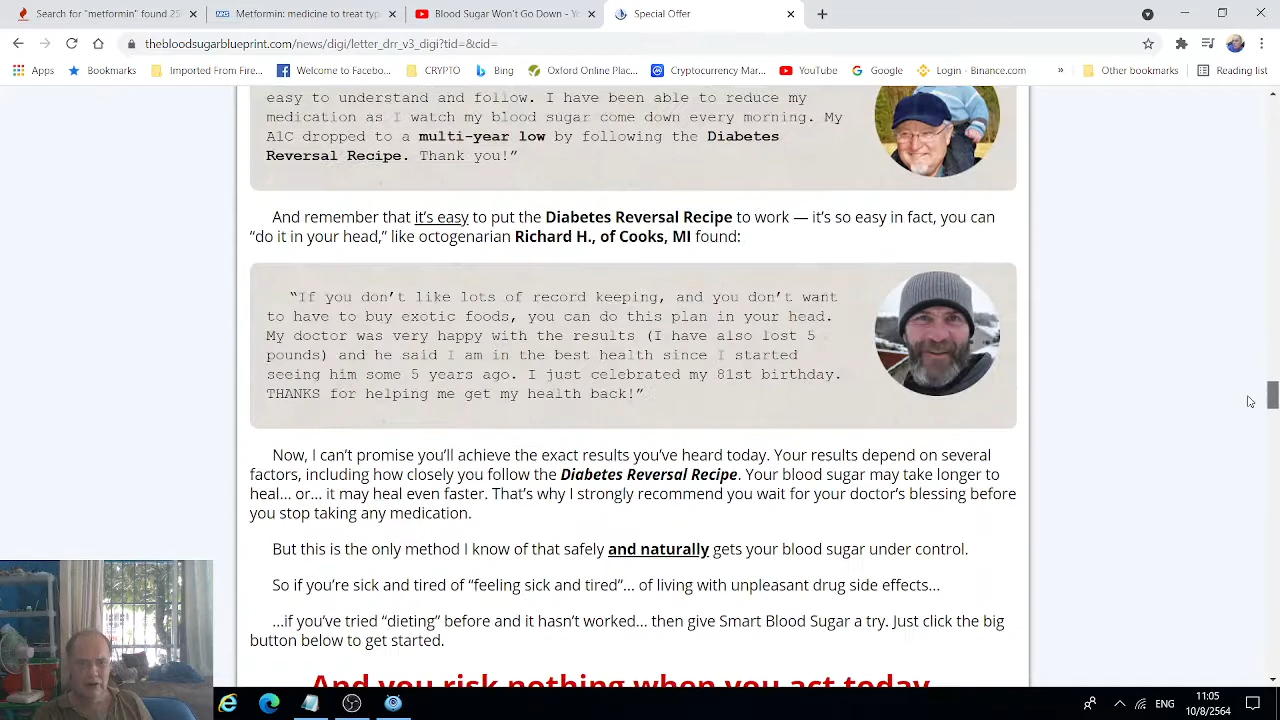 Search for "metformin" found 25
Metformin: medicine to treat typ
Blood Sugar Won't Go Down - Yo
Special Offer
thebloodsugarblueprint.com/news/digi/letter_drr_v3_digi?tid=&cid=
Apps
Bookmarks
Imported From Fire...
Welcome to Facebo...
CRYPTO
Bing
Oxford Online Plac...
Cryptocurrency Mar...
YouTube
Google
Login · Binance.com
»
Other bookmarks
Reading list
easy to understand and follow. I have been able to reduce my
medication as I watch my blood sugar come down every morning. My
A1C dropped to a multi-year low by following the Diabetes
Reversal Recipe. Thank you!”
And remember that it’s easy to put the Diabetes Reversal Recipe to work — it’s so easy in fact, you can
“do it in your head,” like octogenarian Richard H., of Cooks, MI found:
“If you don’t like lots of record keeping, and you don’t want
to have to buy exotic foods, you can do this plan in your head.
My doctor was very happy with the results (I have also lost 5
pounds) and he said I am in the best health since I started
seeing him some 5 years ago. I just celebrated my 81st birthday.
THANKS for helping me get my health back!”
Now, I can’t promise you’ll achieve the exact results you’ve heard today. Your results depend on several
factors, including how closely you follow the Diabetes Reversal Recipe. Your blood sugar may take longer to
heal... or... it may heal even faster. That’s why I strongly recommend you wait for your doctor’s blessing before
you stop taking any medication.
But this is the only method I know of that safely and naturally gets your blood sugar under control.
So if you’re sick and tired of “feeling sick and tired”... of living with unpleasant drug side effects...
...if you’ve tried “dieting” before and it hasn’t worked... then give Smart Blood Sugar a try. Just click the big
button below to get started.
And you risk nothing when you act today
ENG
11:05
10/8/2564